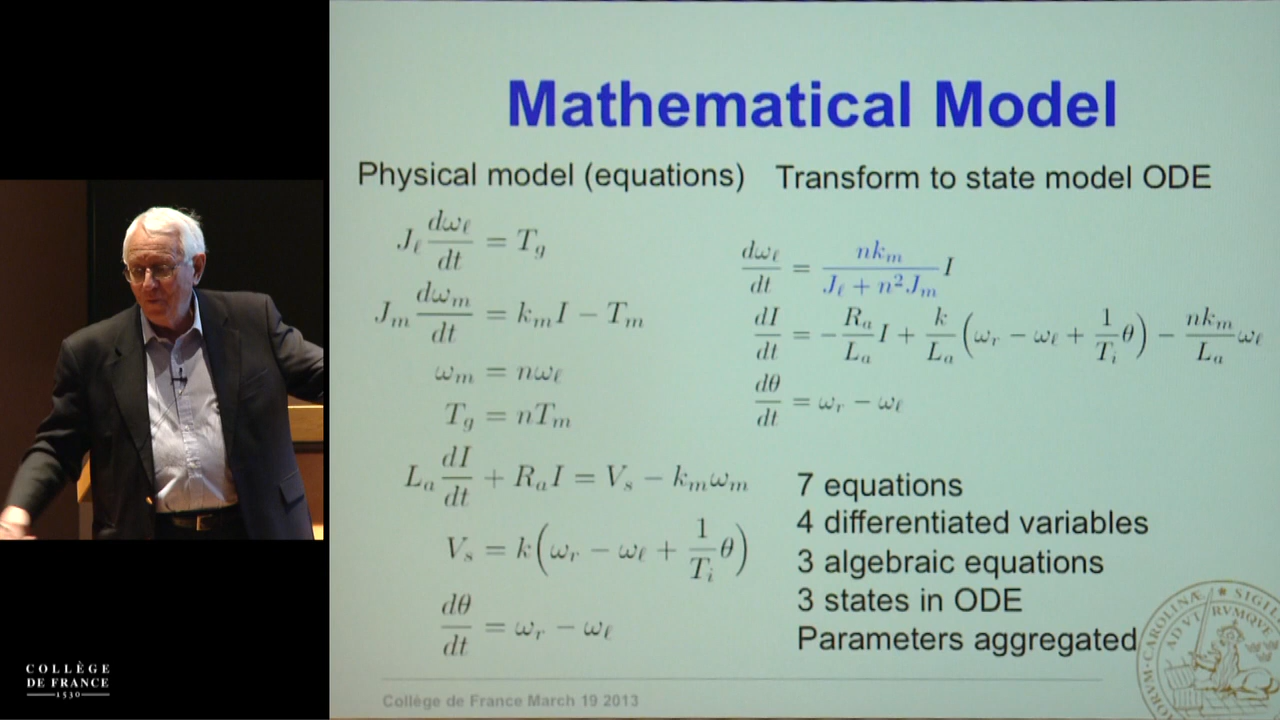 Mathematical Model
Physical model (equations)
J_ℓ dω_ℓ/dt = T_g
J_m dω_m/dt = k_m I − T_m
ω_m = nω_ℓ
T_g = nT_m
L_a dI/dt + R_a I = V_s − k_m ω_m
V_s = k(ω_r − ω_ℓ + 1/T_i θ)
dθ/dt = ω_r − ω_ℓ
Transform to state model ODE
dω_ℓ/dt = nk_m/(J_ℓ + n²J_m) I
dI/dt = −R_a/L_a I + k/L_a (ω_r − ω_ℓ + 1/T_i θ) − nk_m/L_a ω_ℓ
dθ/dt = ω_r − ω_ℓ
7 equations
4 differentiated variables
3 algebraic equations
3 states in ODE
Parameters aggregated
Collège de France March 19 2013
COLLÈGE
DE FRANCE
1530